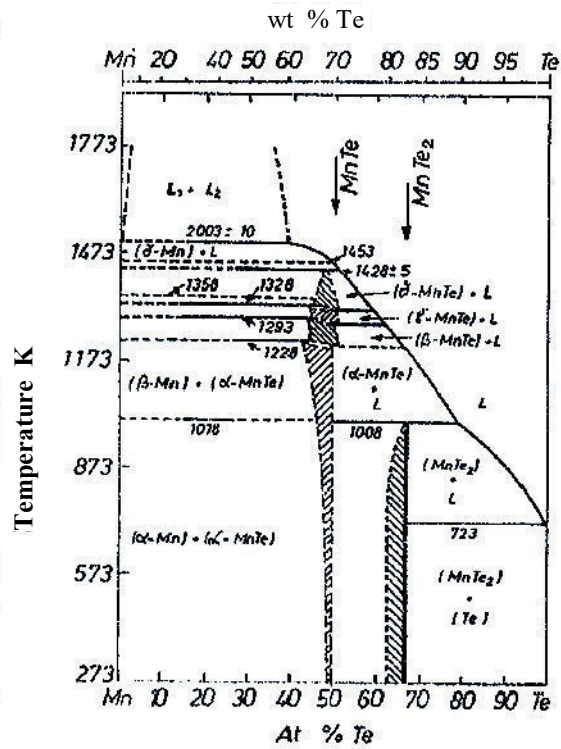 wt % Te
Mn 20 40 50 60 70 80 85 90 95 Te
1773
MnTe
MnTe2
L1 + L2
2003 ± 10
1473
(δ-Mn) + L
1453
1428 ± 5
1358
1328
(δ-MnTe) + L
(γ-MnTe) + L
1293
(β-MnTe) + L
1173
1228
(β-Mn) + (α-MnTe)
(α-MnTe)
+
L
L
1018
1008
873
(MnTe2)
+
L
723
(α-Mn) + (α-MnTe)
573
(MnTe2)
+
(Te)
273
Temperature K
Mn 10 20 30 40 50 60 70 80 90 Te
At % Te